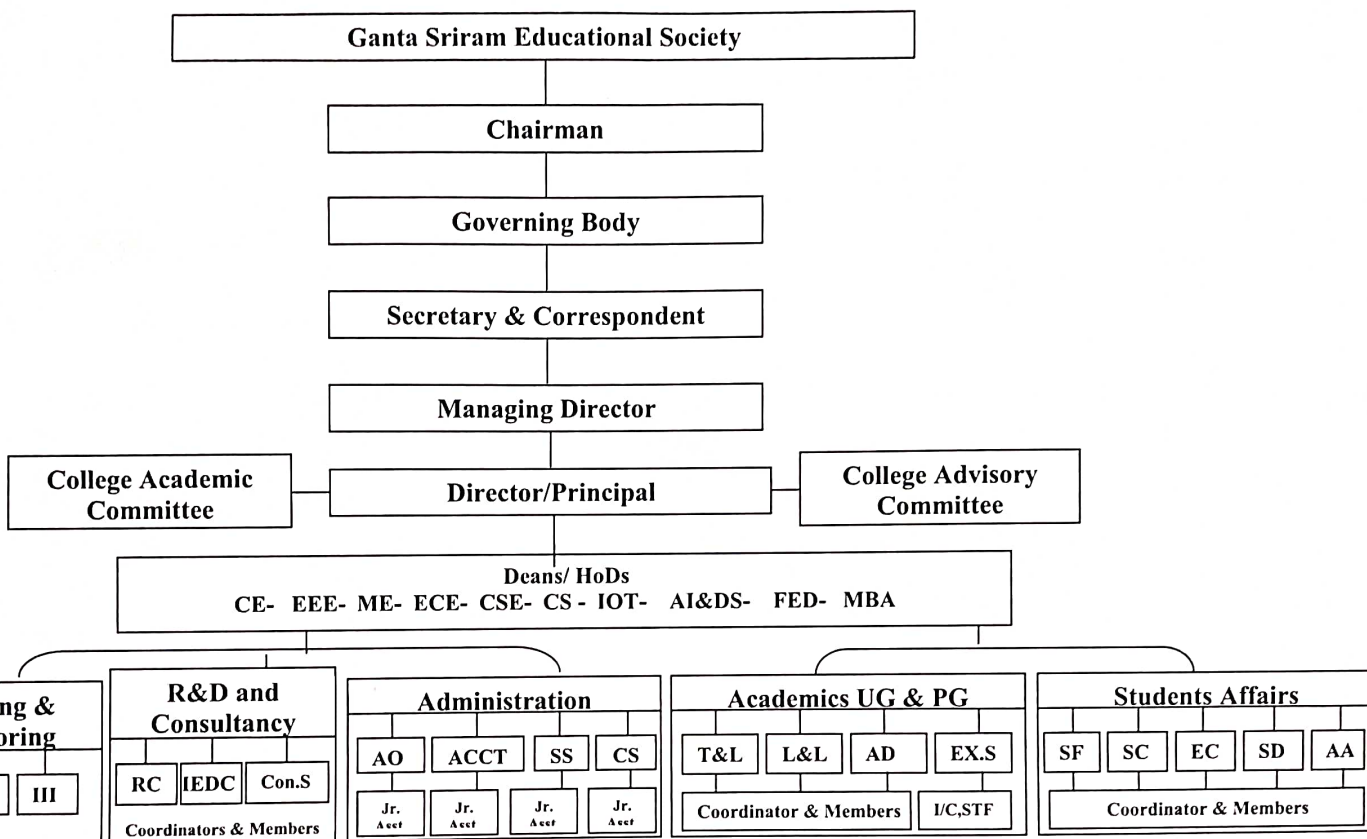 Ganta Sriram Educational Society
Chairman
Governing Body
Secretary & Correspondent
Managing Director
College Academic
Committee
Director/Principal
College Advisory
Committee
Deans/ HoDs
CE- EEE- ME- ECE- CSE- CS - IOT- AI&DS- FED- MBA
ng &
oring
III
R&D and
Consultancy
RC IEDC Con.S
Coordinators & Members
Administration
AO ACCT SS CS
Jr. Jr. Jr. Jr.
Acct Acct Acct Acct
Academics UG & PG
T&L L&L AD EX.S
Coordinator & Members I/C,STF
Students Affairs
SF SC EC SD AA
Coordinator & Members